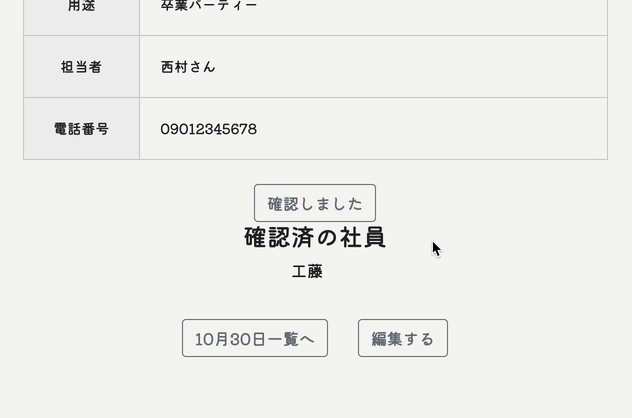 用途 卒業パーティー
担当者 西村さん
電話番号 09012345678
確認しました
確認済の社員
工藤
10月30日一覧へ 編集する